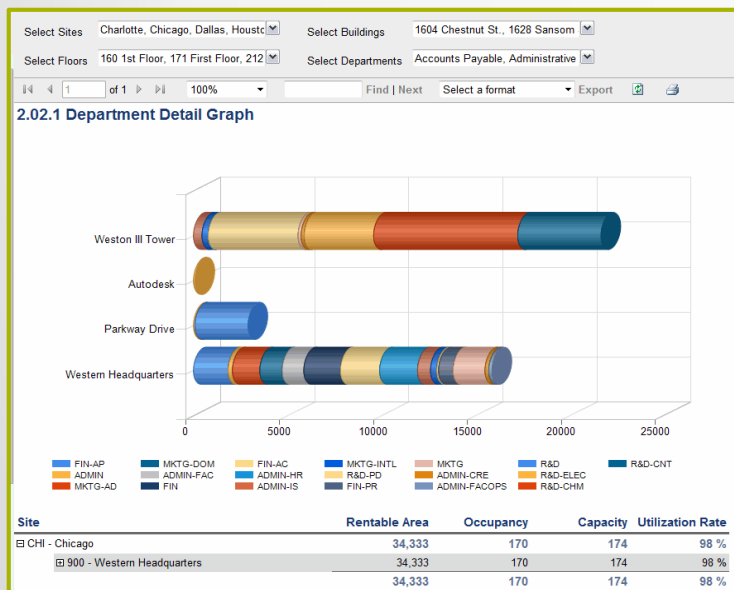 Select Sites Charlotte, Chicago, Dallas, Houstc Select Buildings 1604 Chestnut St., 1628 Sansom
Select Floors 160 1st Floor, 171 First Floor, 212 Select Departments Accounts Payable, Administrative
1 of 1 100% Find | Next Select a format Export
2.02.1 Department Detail Graph
Weston III Tower
Autodesk
Parkway Drive
Western Headquarters
0 5000 10000 15000 20000 25000
FIN-AP MKTG-DOM FIN-AC MKTG-INTL MKTG R&D R&D-CNT
ADMIN ADMIN-FAC ADMIN-HR R&D-PD ADMIN-CRE R&D-ELEC
MKTG-AD FIN ADMIN-IS FIN-PR ADMIN-FACOPS R&D-CHM
Site Rentable Area Occupancy Capacity Utilization Rate
CHI - Chicago 34,333 170 174 98 %
900 - Western Headquarters 34,333 170 174 98 %
34,333 170 174 98 %